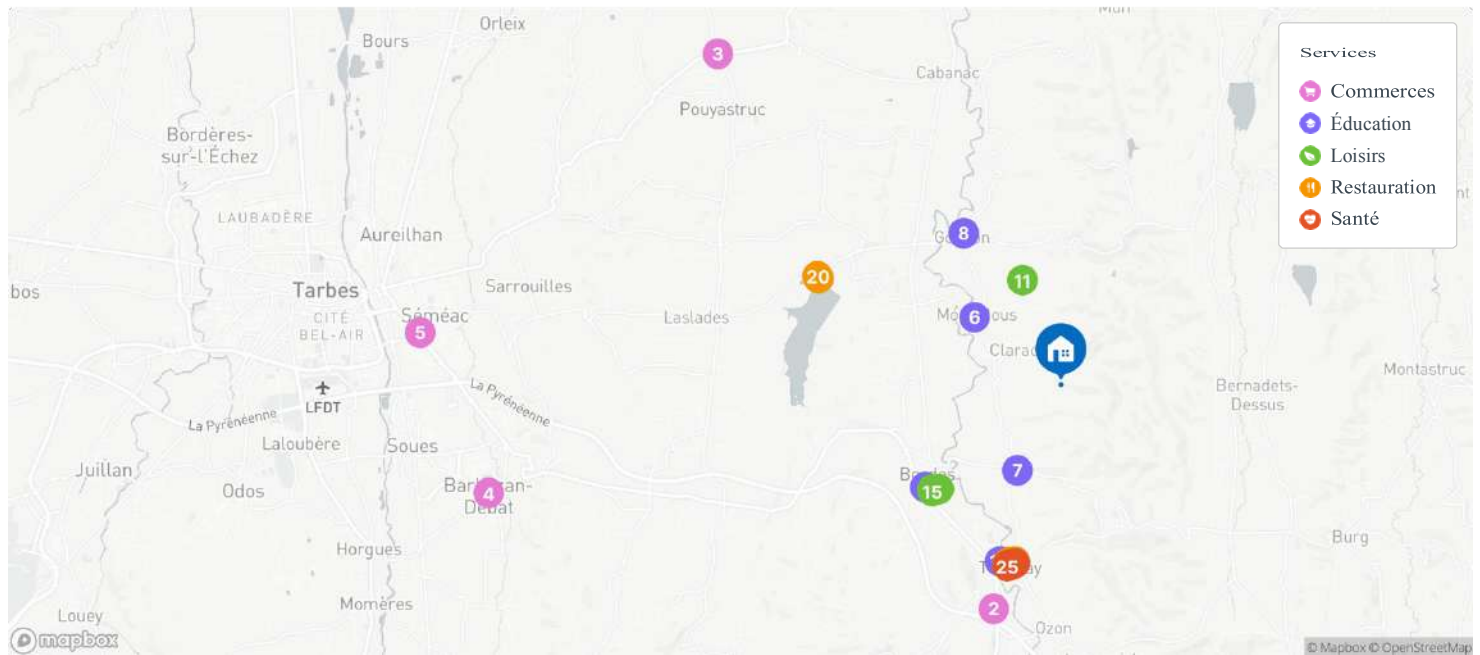 Orleix
Bours
3
Cabanac
Pouyastruc
Services
Commerces
Éducation
Loisirs
Restauration
Santé
Bordères-
sur-l'Échez
LAUBADÈRE
Aureilhan
8
20
11
bos
Tarbes
Sarrouilles
CITÉ
BEL-AIR
Séméac
5
Laslades
6
Montastruc
Bernadets-
Dessus
LFDT
La Pyrénéenne
La Pyrénéenne
Laloubère
Soues
Juillan
Odos
4
Débat
7
15
Horgues
25
Burg
Momères
2
Louey
Ozon
mapbox
© Mapbox © OpenStreetMap